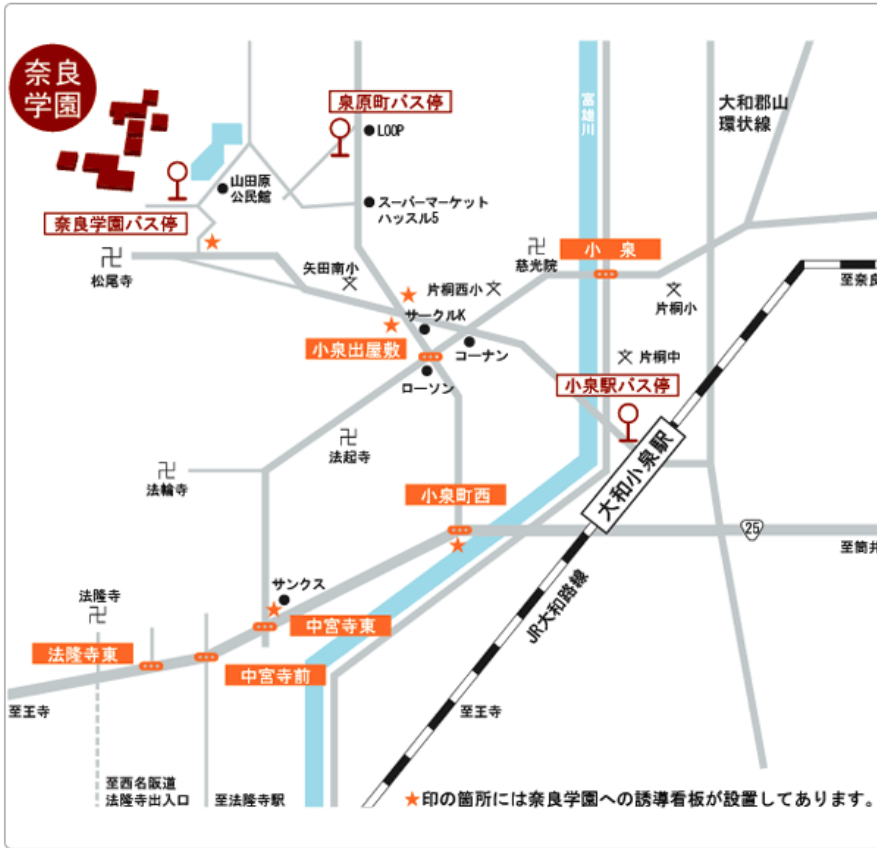 奈良
学園
泉原町バス停
LOOP
富雄川
大和郡山
環状線
山田原
公民館
スーパーマーケット
ハッスル5
奈良学園バス停
松尾寺
矢田南小
片桐西小
慈光院
小泉
至奈良
片桐小
サークルK
小泉出屋敷
コーナン
片桐中
ローソン
小泉駅バス停
法起寺
法輪寺
小泉町西
大和小泉駅
25
至筒井
サンクス
JR大和路線
法隆寺
中宮寺東
法隆寺東
中宮寺前
至王寺
至王寺
至西名阪道
法隆寺出入口
至法隆寺駅
★印の箇所には奈良学園への誘導看板が設置してあります。